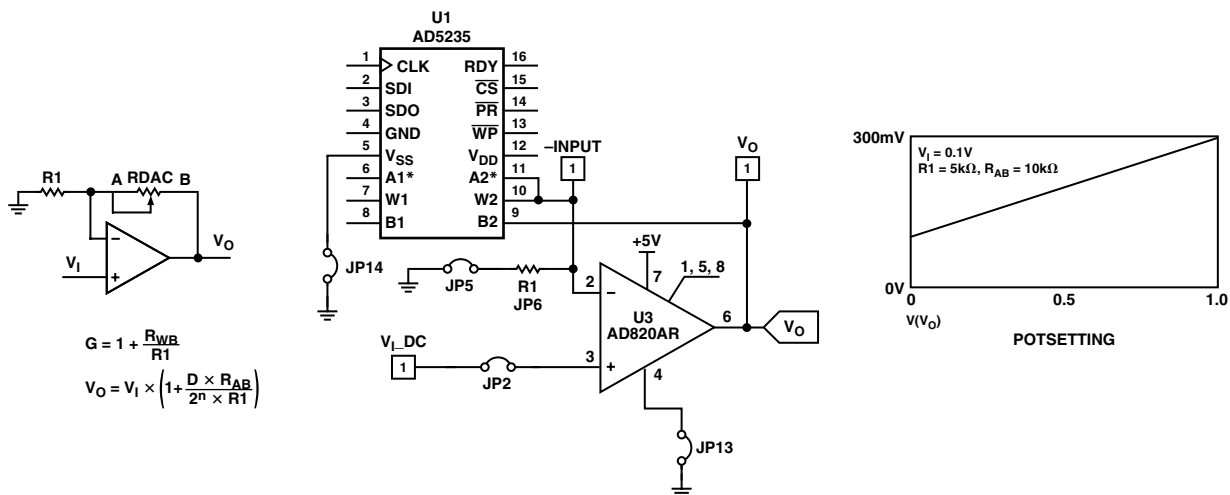 R1
A RDAC B
−
+
V_I
V_O
G = 1 + R_WB / R1
V_O = V_I × (1 + D × R_AB / 2^n × R1)
U1
AD5235
1 CLK RDY 16
2 SDI C̅S̅ 15
3 SDO P̅R̅ 14
4 GND W̅P̅ 13
5 V_SS V_DD 12
6 A1* A2* 11
7 W1 W2 10
8 B1 B2 9
–INPUT
1
V_O
1
JP14
JP5
R1
JP6
+5V
7
1, 5, 8
2 −
U3
AD820AR
6
V_O
V_I_DC
1
JP2
3 +
4
JP13
300mV
V_I = 0.1V
R1 = 5kΩ, R_AB = 10kΩ
0V
0 0.5 1.0
V(V_O)
POTSETTING